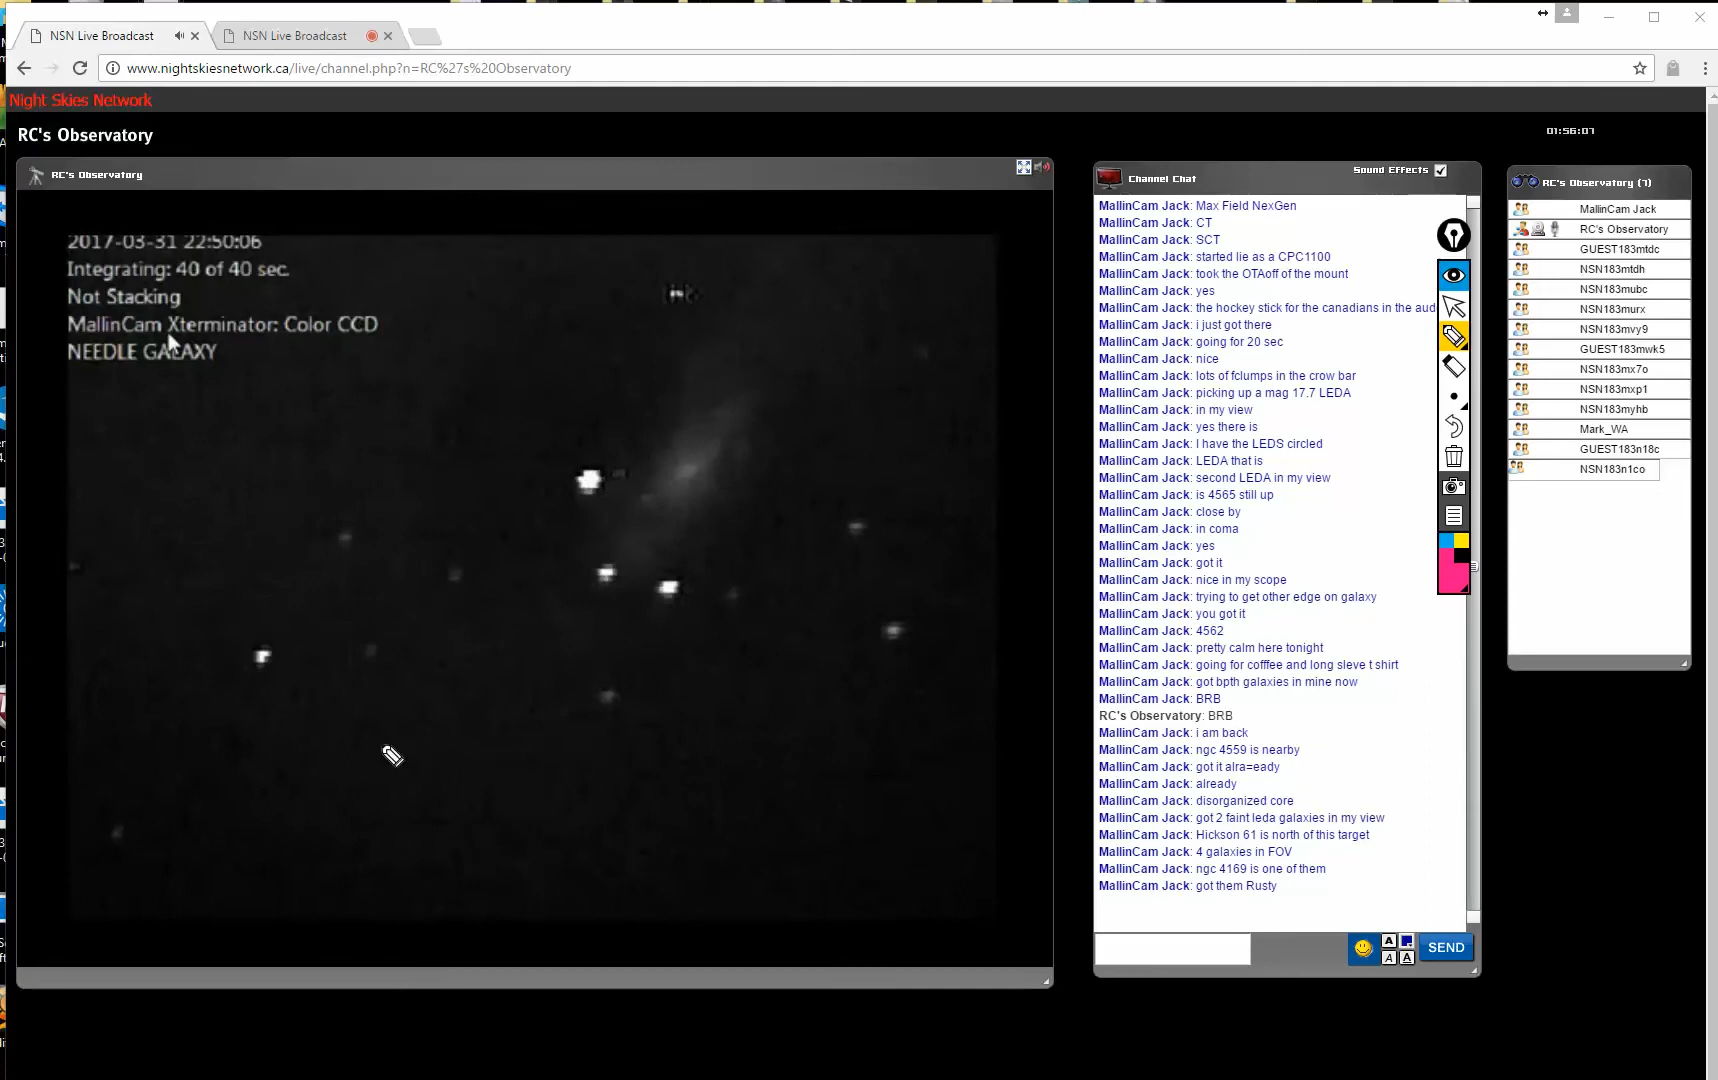 NSN Live Broadcast
NSN Live Broadcast
www.nightskiesnetwork.ca/live/channel.php?n=RC%27s%20Observatory
Night Skies Network
RC's Observatory
01:56:07
RC's Observatory
2017-03-31 22:50:06
Integrating: 40 of 40 sec.
Not Stacking
MallinCam Xterminator: Color CCD
NEEDLE GALAXY
Channel Chat
Sound Effects
MallinCam Jack: Max Field NexGen
MallinCam Jack: CT
MallinCam Jack: SCT
MallinCam Jack: started lie as a CPC1100
MallinCam Jack: took the OTAoff of the mount
MallinCam Jack: yes
MallinCam Jack: the hockey stick for the canadians in the aud
MallinCam Jack: i just got there
MallinCam Jack: going for 20 sec
MallinCam Jack: nice
MallinCam Jack: lots of fclumps in the crow bar
MallinCam Jack: picking up a mag 17.7 LEDA
MallinCam Jack: in my view
MallinCam Jack: yes there is
MallinCam Jack: I have the LEDS circled
MallinCam Jack: LEDA that is
MallinCam Jack: second LEDA in my view
MallinCam Jack: is 4565 still up
MallinCam Jack: close by
MallinCam Jack: in coma
MallinCam Jack: yes
MallinCam Jack: got it
MallinCam Jack: nice in my scope
MallinCam Jack: trying to get other edge on galaxy
MallinCam Jack: you got it
MallinCam Jack: 4562
MallinCam Jack: pretty calm here tonight
MallinCam Jack: going for cofffee and long sleve t shirt
MallinCam Jack: got bpth galaxies in mine now
MallinCam Jack: BRB
RC's Observatory: BRB
MallinCam Jack: i am back
MallinCam Jack: ngc 4559 is nearby
MallinCam Jack: got it alra=eady
MallinCam Jack: already
MallinCam Jack: disorganized core
MallinCam Jack: got 2 faint leda galaxies in my view
MallinCam Jack: Hickson 61 is north of this target
MallinCam Jack: 4 galaxies in FOV
MallinCam Jack: ngc 4169 is one of them
MallinCam Jack: got them Rusty
A
A
A
SEND
RC's Observatory (7)
MallinCam Jack
RC's Observatory
GUEST183mtdc
NSN183mtdh
NSN183mubc
NSN183murx
NSN183mvy9
GUEST183mwk5
NSN183mx7o
NSN183mxp1
NSN183myhb
Mark_WA
GUEST183n18c
NSN183n1co